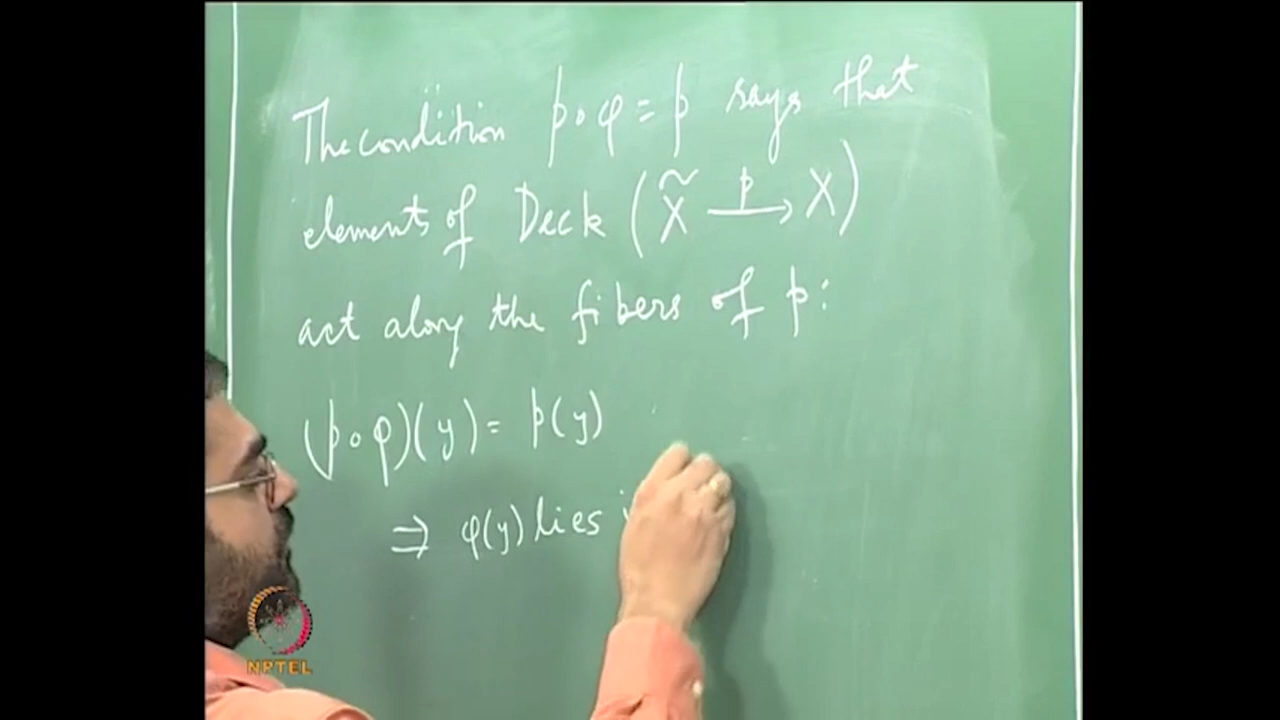 The condition p∘φ = p says that
elements of Deck (X̃ —p→ X)
act along the fibers of p:
(p∘φ)(y) = p(y)
⇒ φ(y) lies i
NPTEL